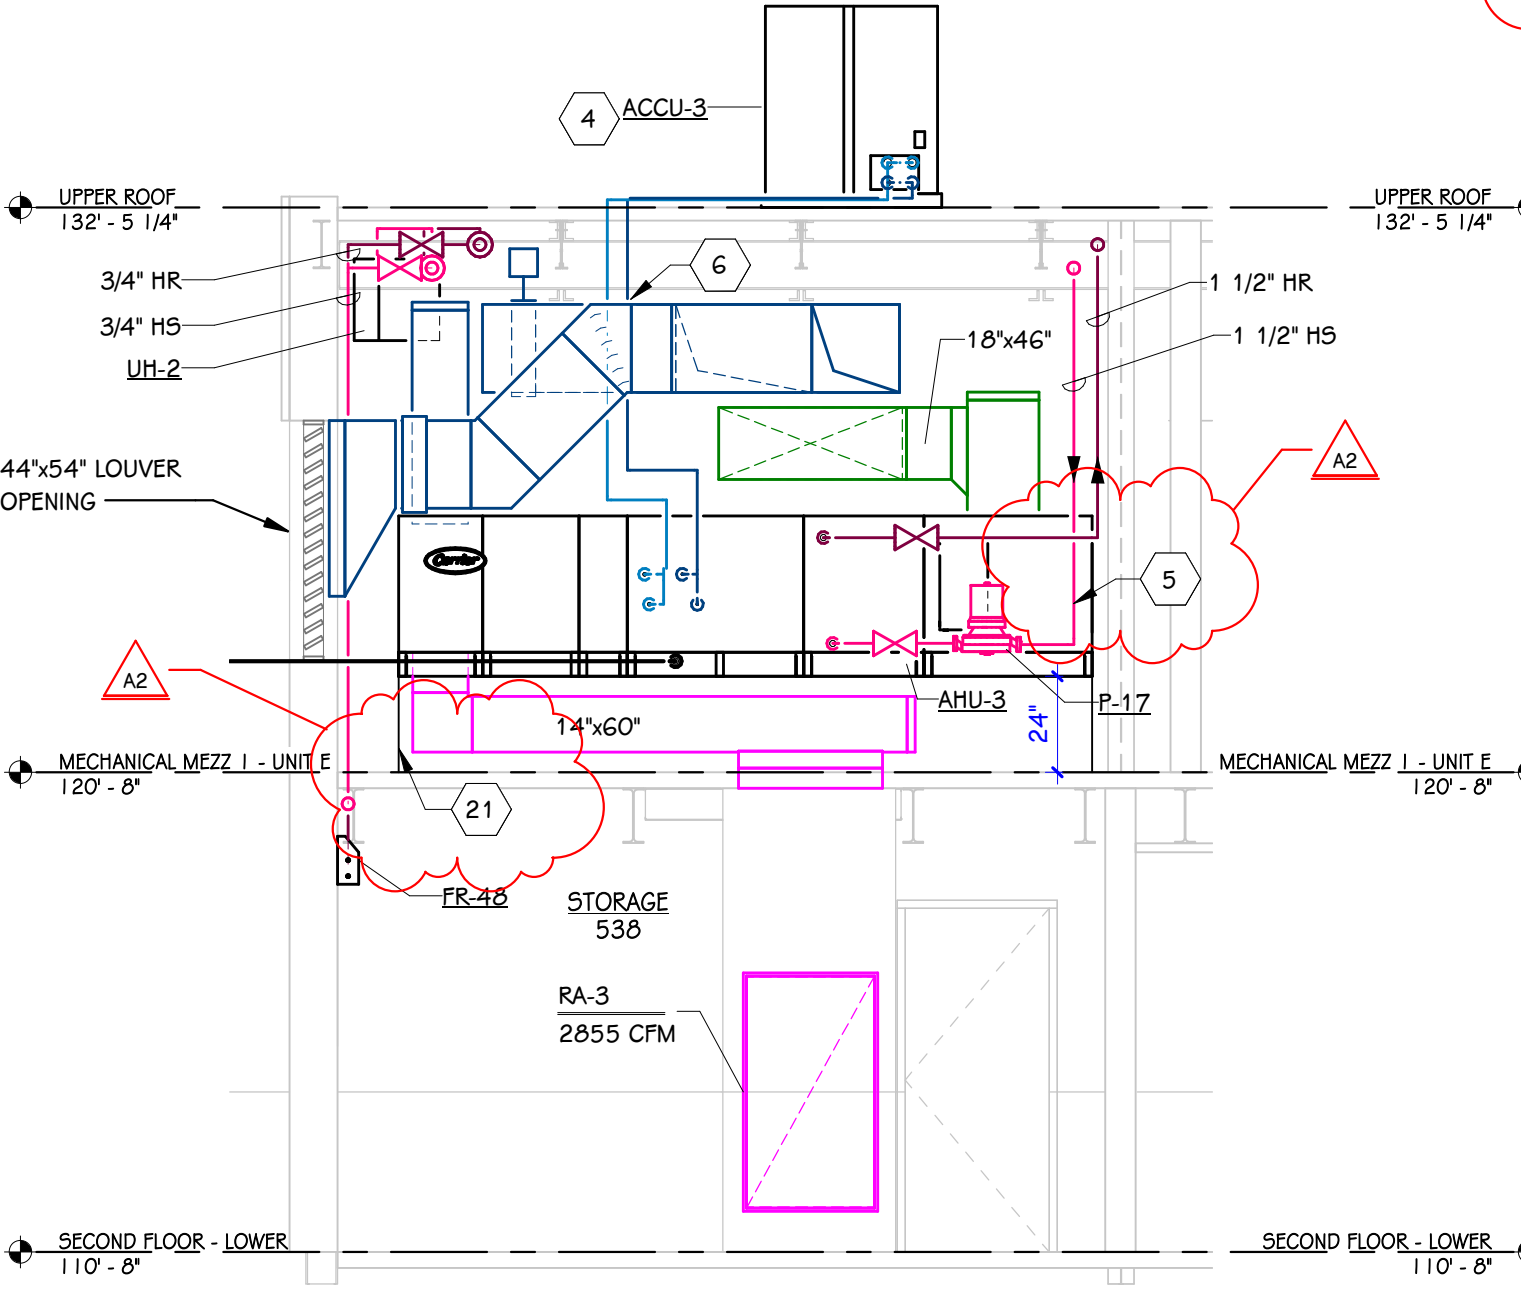 4
ACCU-3
UPPER ROOF
132' - 5 1/4"
UPPER ROOF
132' - 5 1/4"
3/4" HR
3/4" HS
UH-2
6
18"x46"
1 1/2" HR
1 1/2" HS
44"x54" LOUVER
OPENING
A2
Carrier
5
A2
AHU-3
P-17
24"
14"x60"
MECHANICAL MEZZ 1 - UNIT E
120' - 8"
MECHANICAL MEZZ 1 - UNIT E
120' - 8"
21
FR-48
STORAGE
538
RA-3
2855 CFM
SECOND FLOOR - LOWER
110' - 8"
SECOND FLOOR - LOWER
110' - 8"